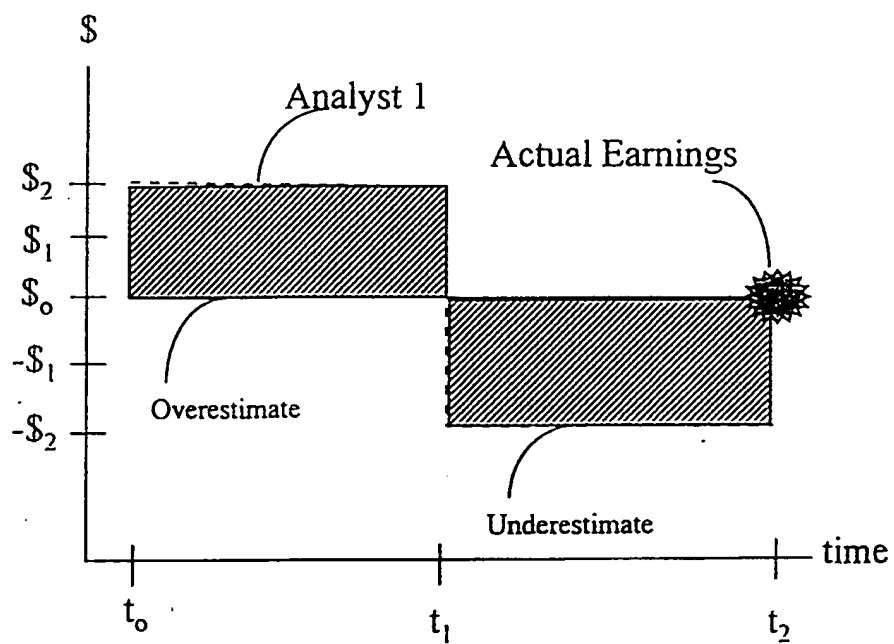 $
Analyst 1
Actual Earnings
$2
$1
$o
-$1
-$2
Overestimate
Underestimate
time
to
t1
t2